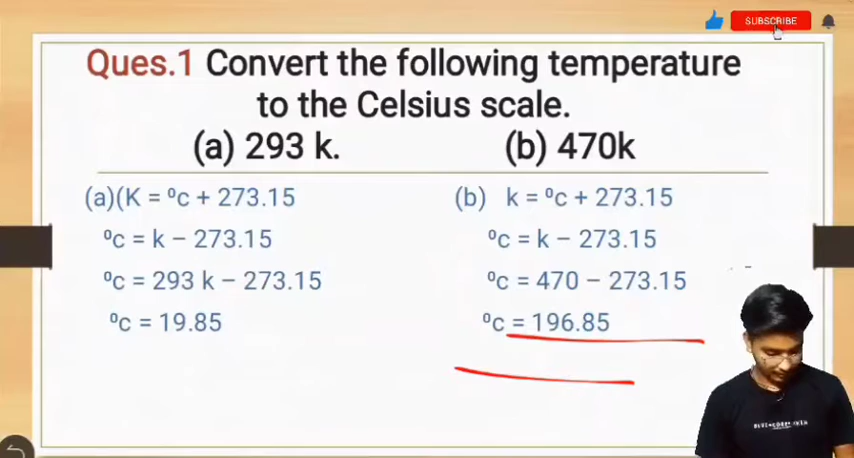 SUBSCRIBE
Ques.1 Convert the following temperature
to the Celsius scale.
(a) 293 k. (b) 470k
(a)(K = ⁰c + 273.15
⁰c = k – 273.15
⁰c = 293 k – 273.15
⁰c = 19.85
(b) k = ⁰c + 273.15
⁰c = k – 273.15
⁰c = 470 – 273.15
⁰c = 196.85